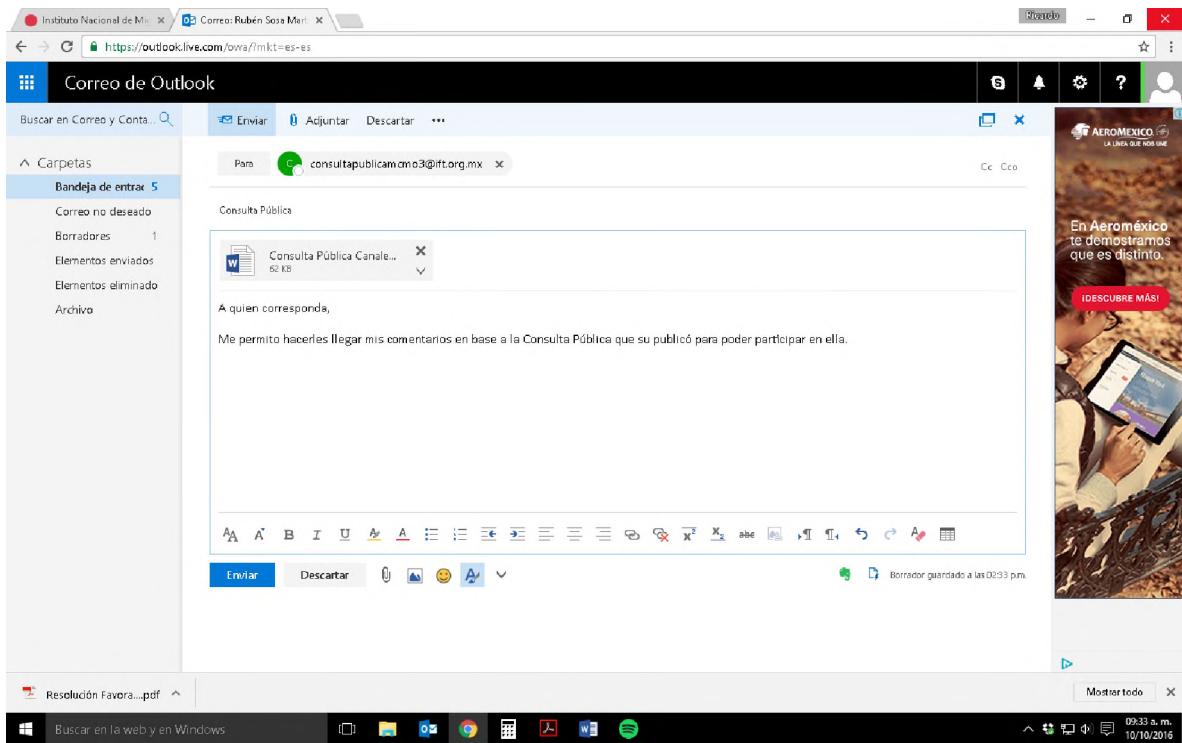 Instituto Nacional de Mi
Correo: Rubén Sosa Mart
Ricardo
https://outlook.live.com/owa/?mkt=es-es
Correo de Outlook
Buscar en Correo y Conta...
Enviar Adjuntar Descartar •••
AEROMEXICO.
LA LÍNEA QUE NOS UNE
Carpetas
Para C consultapublicamcmo3@ift.org.mx Cc Cco
Bandeja de entrac 5
Correo no deseado
Consulta Pública
Borradores 1
Elementos enviados
Elementos eliminado
Archivo
Consulta Pública Canale...
62 KB
A quien corresponda,
Me permito hacerles llegar mis comentarios en base a la Consulta Pública que su publicó para poder participar en ella.
En Aeroméxico
te demostramos
que es distinto.
¡DESCUBRE MÁS!
Enviar Descartar Borrador guardado a las 02:33 p.m.
Resolución Favora....pdf Mostrar todo
Buscar en la web y en Windows
09:33 a. m.
10/10/2016